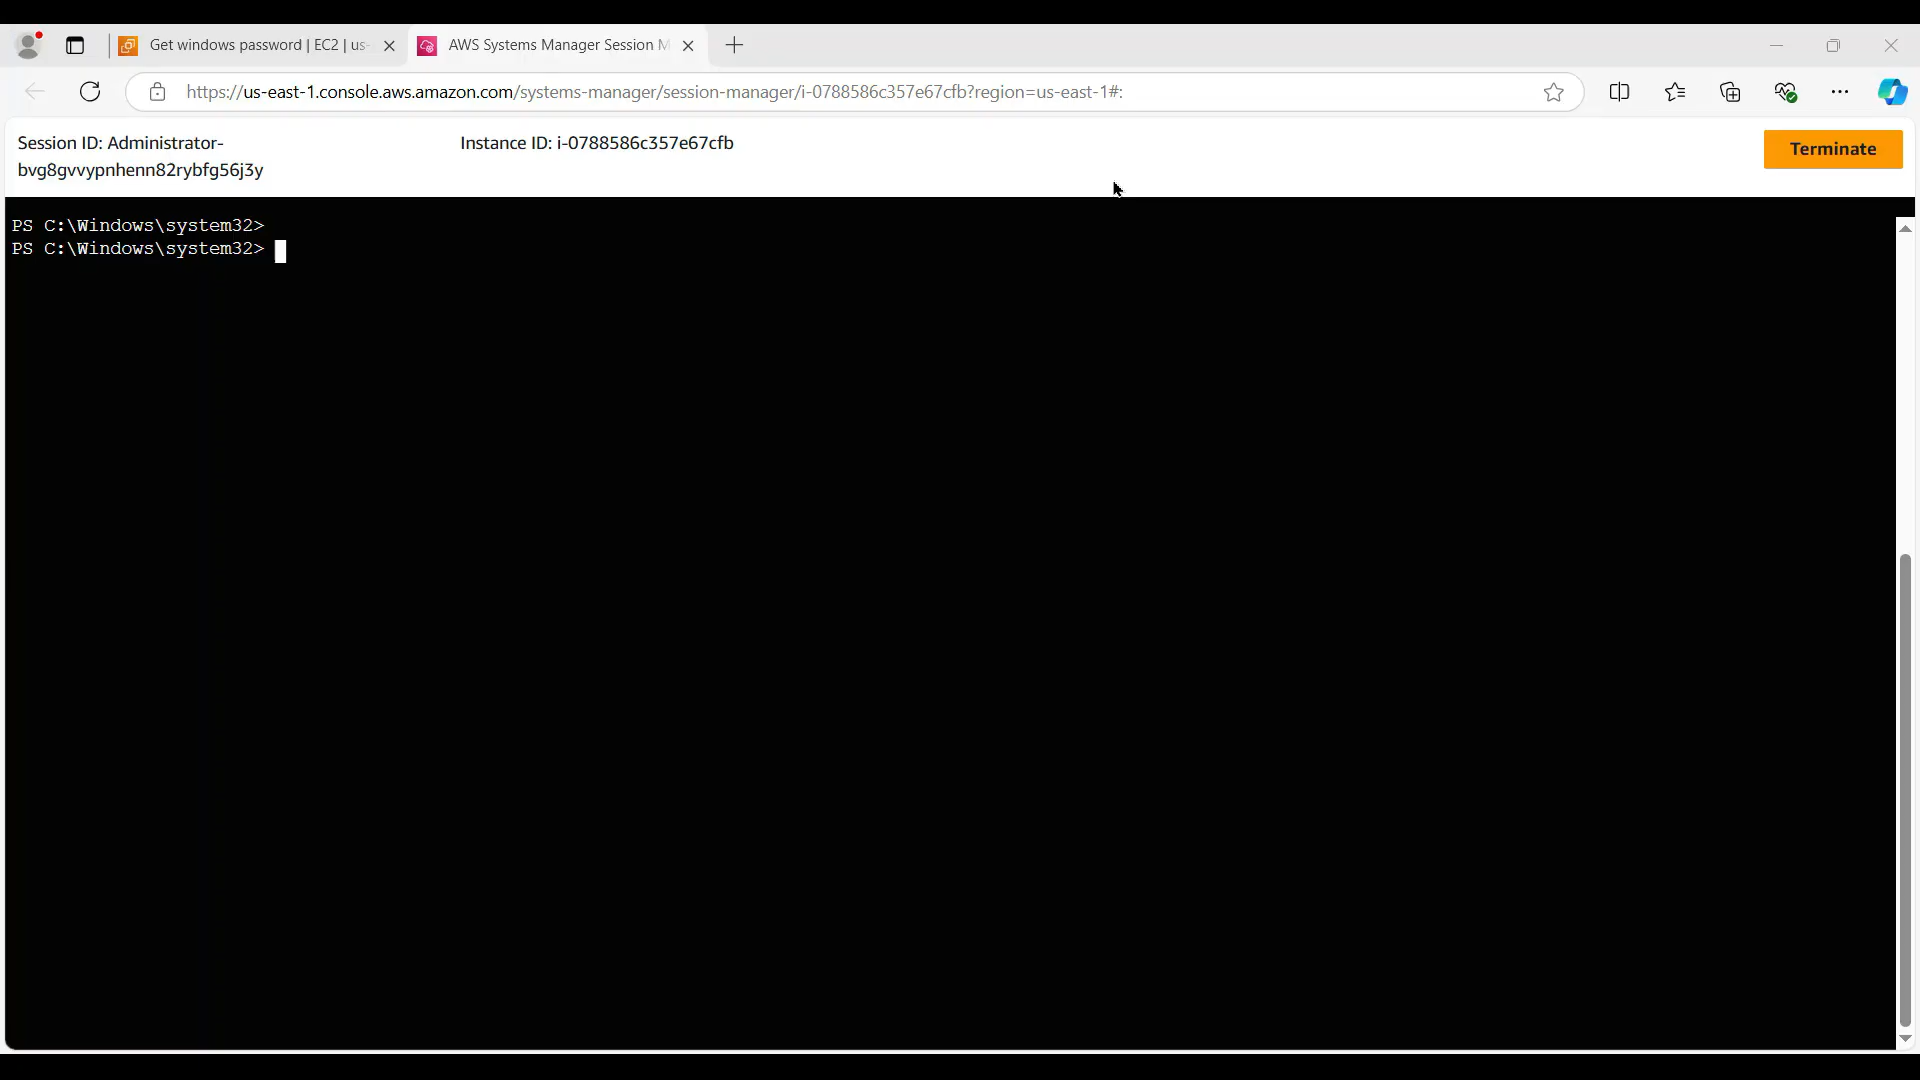 Get windows password | EC2 | us-
AWS Systems Manager Session M
https://us-east-1.console.aws.amazon.com/systems-manager/session-manager/i-0788586c357e67cfb?region=us-east-1#:
Session ID: Administrator-
bvg8gvvypnhenn82rybfg56j3y
Instance ID: i-0788586c357e67cfb
Terminate
PS C:\Windows\system32>
PS C:\Windows\system32>